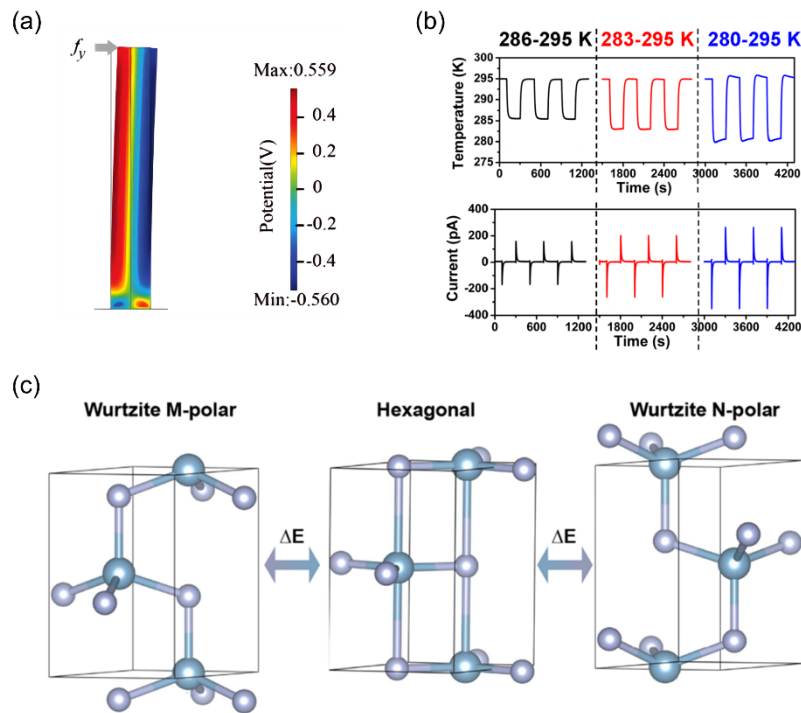 (a)
f_y
Max:0.559
0.4
0.2
0
-0.2
-0.4
Min:-0.560
Potential(V)
(b)
286-295 K 283-295 K 280-295 K
Temperature (K)
300
295
290
285
280
275
0 600 1200 1800 2400 3000 3600 4200
Time (s)
Current (pA)
400
200
0
-200
-400
0 600 1200 1800 2400 3000 3600 4200
Time (s)
(c)
Wurtzite M-polar Hexagonal Wurtzite N-polar
ΔE ΔE